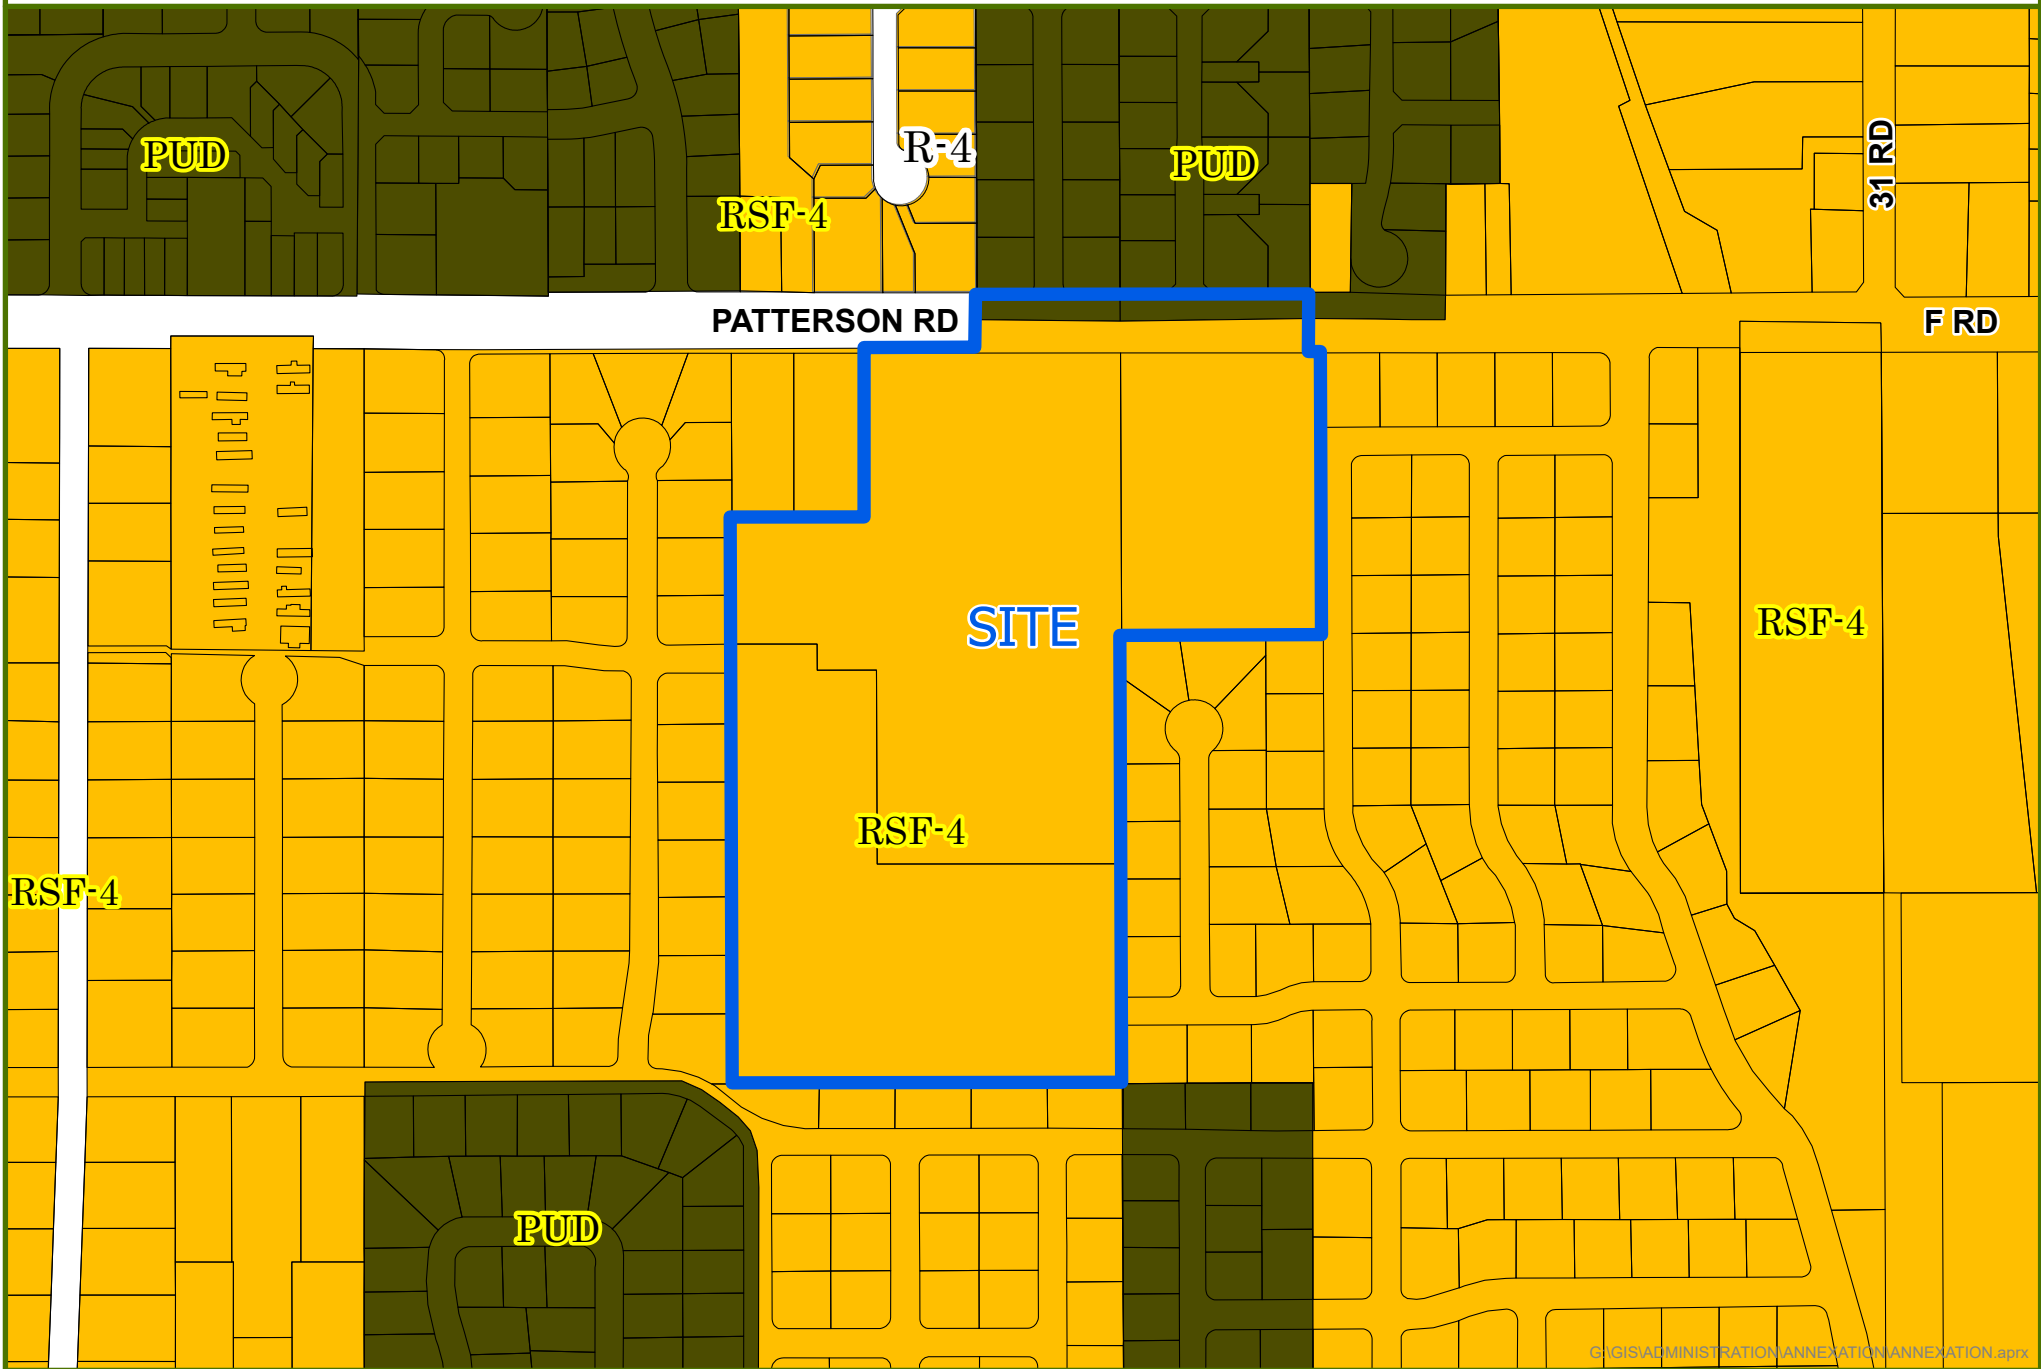 PUD
R-4
PUD
31 RD
RSF-4
PATTERSON RD
F RD
SITE
RSF-4
RSF-4
RSF-4
PUD
G:\GIS\ADMINISTRATION\ANNEXATION\ANNEXATION.aprx